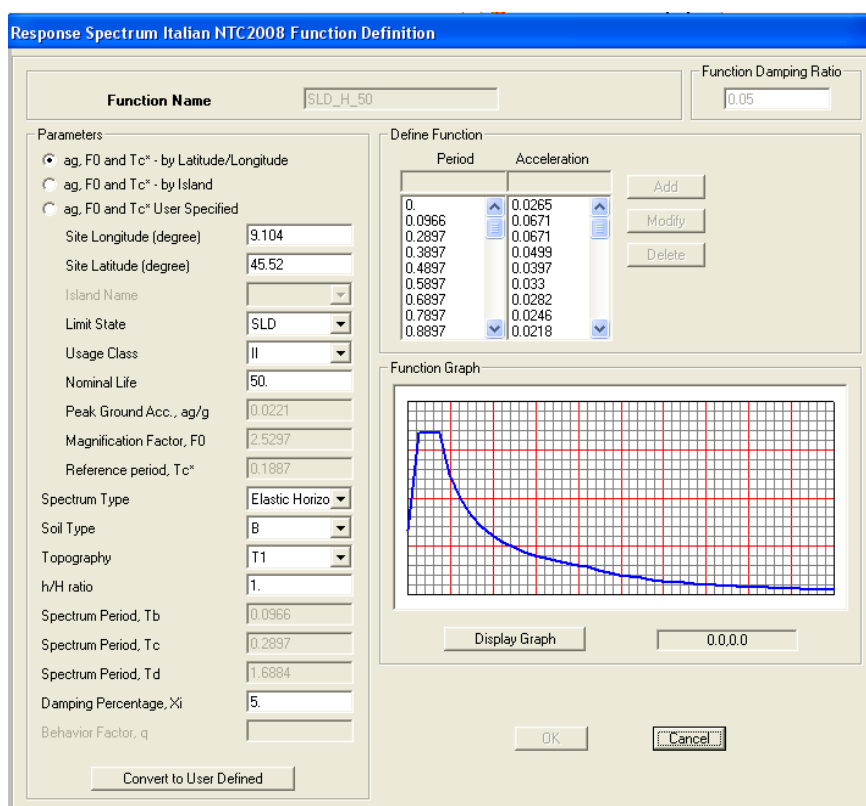 Response Spectrum Italian NTC2008 Function Definition
Function Name
SLD_H_50
Function Damping Ratio
0.05
Parameters
ag, F0 and Tc* - by Latitude/Longitude
ag, F0 and Tc* - by Island
ag, F0 and Tc* User Specified
Site Longitude (degree) 9.104
Site Latitude (degree) 45.52
Island Name
Limit State SLD
Usage Class II
Nominal Life 50.
Peak Ground Acc., ag/g 0.0221
Magnification Factor, F0 2.5297
Reference period, Tc* 0.1887
Spectrum Type Elastic Horizo
Soil Type B
Topography T1
h/H ratio 1.
Spectrum Period, Tb 0.0966
Spectrum Period, Tc 0.2897
Spectrum Period, Td 1.6884
Damping Percentage, Xi 5.
Behavior Factor, q
Convert to User Defined
Define Function
Period Acceleration
0. 0.0265
0.0966 0.0671
0.2897 0.0671
0.3897 0.0499
0.4897 0.0397
0.5897 0.033
0.6897 0.0282
0.7897 0.0246
0.8897 0.0218
Add
Modify
Delete
Function Graph
Display Graph
0.0,0.0
OK
Cancel